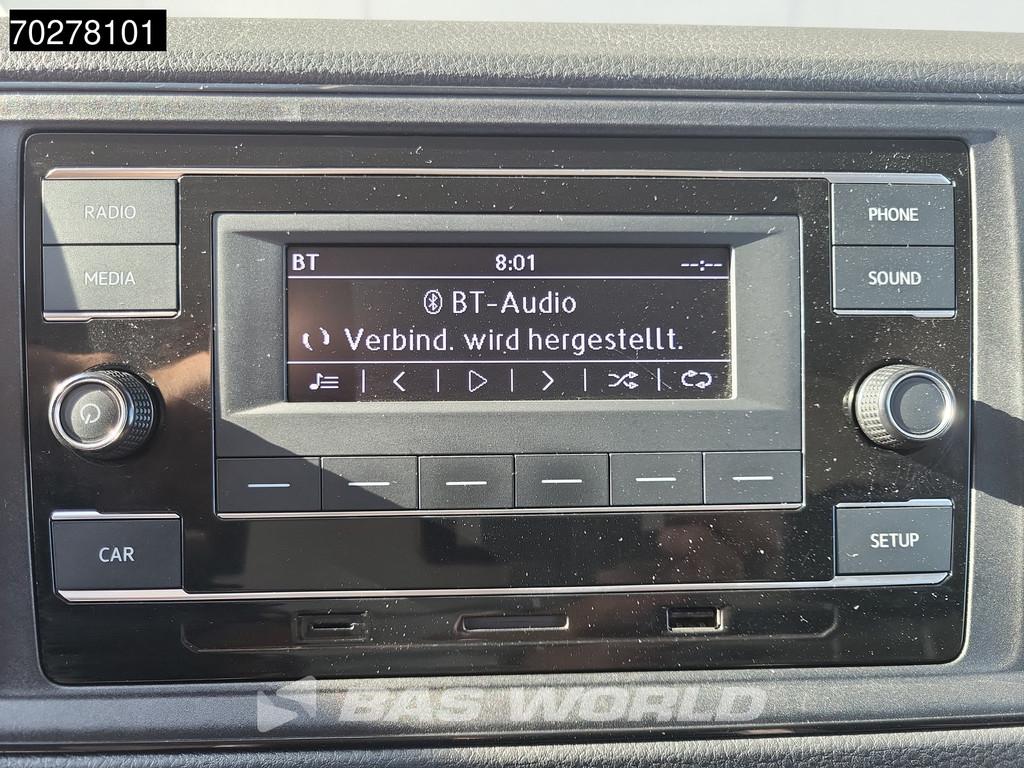 70278101
RADIO
PHONE
MEDIA
SOUND
BT 8:01 --:--
BT-Audio
Verbind. wird hergestellt.
CAR
SETUP
BAS WORLD